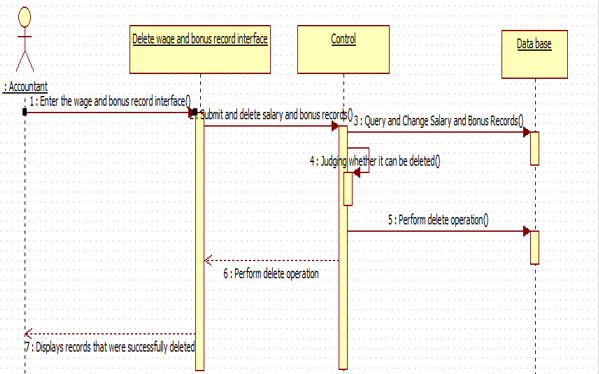 Delete wage and bonus record interface
Control
Data base
: Accountant
1 : Enter the wage and bonus record interface()
: Submit and delete salary and bonus records()
3 : Query and Change Salary and Bonus Records()
4 : Judging whether it can be deleted()
5 : Perform delete operation()
6 : Perform delete operation
7 : Displays records that were successfully deleted